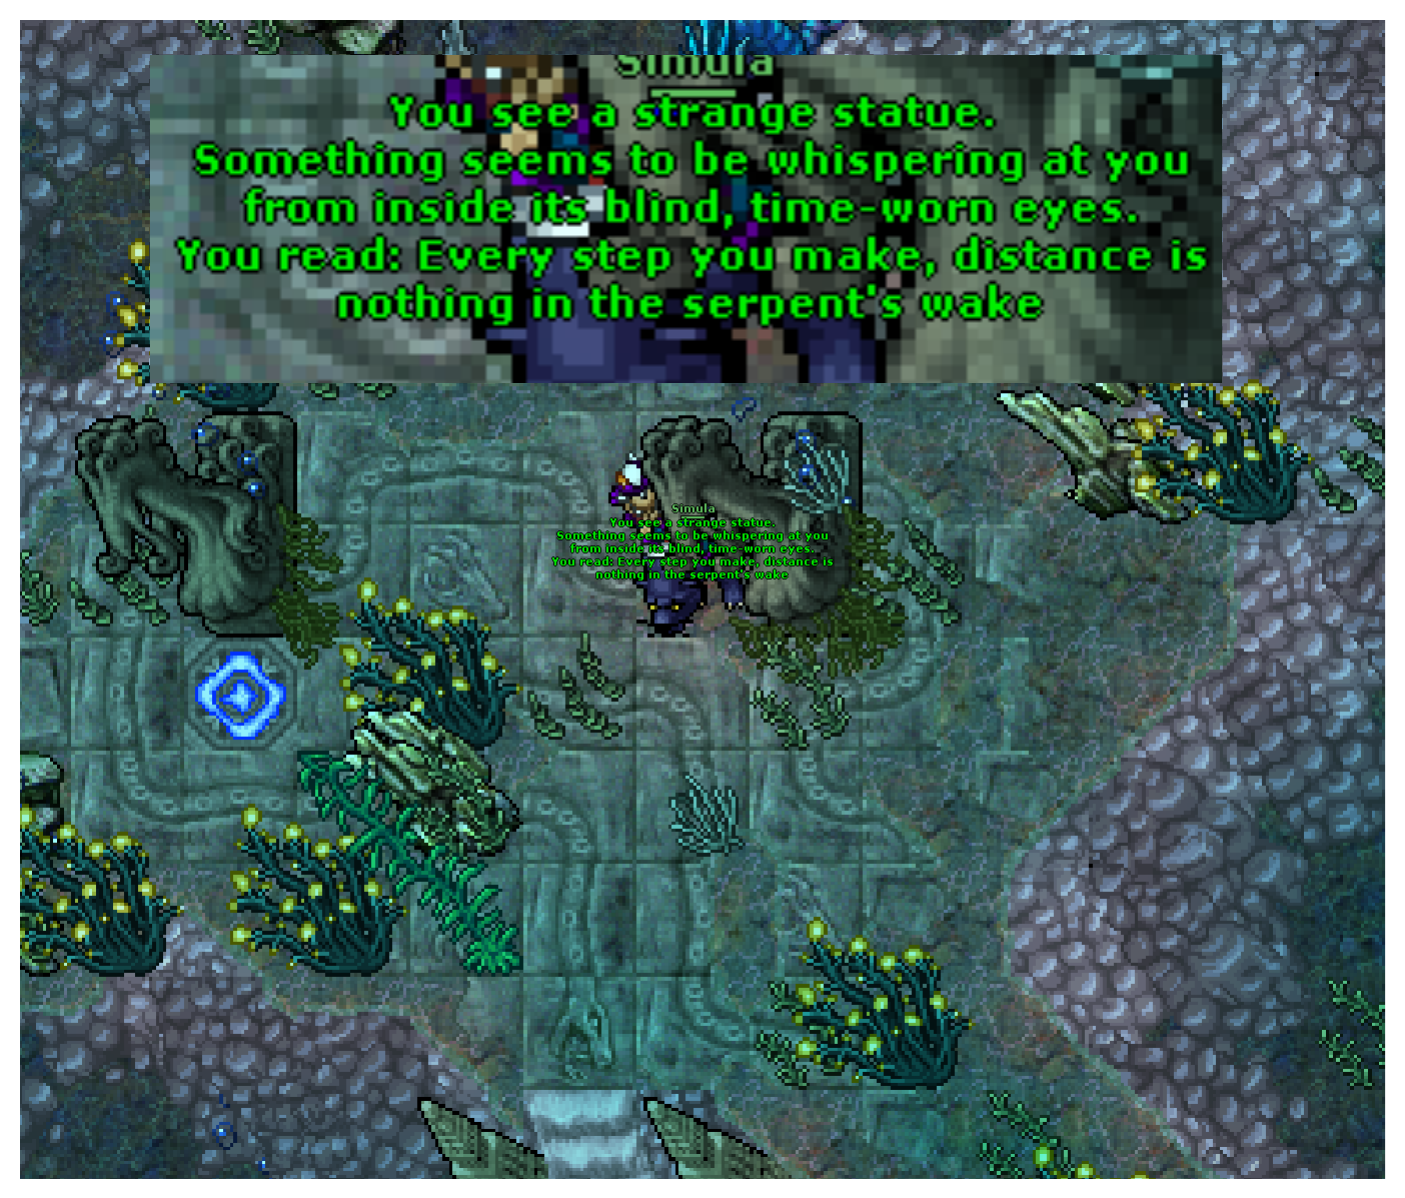 Simula
You see a strange statue.
Something seems to be whispering at you
from inside its blind, time-worn eyes.
You read: Every step you make, distance is
nothing in the serpent's wake
Simula
You see a strange statue.
Something seems to be whispering at you
from inside its blind, time-worn eyes.
You read: Every step you make, distance is
nothing in the serpent's wake